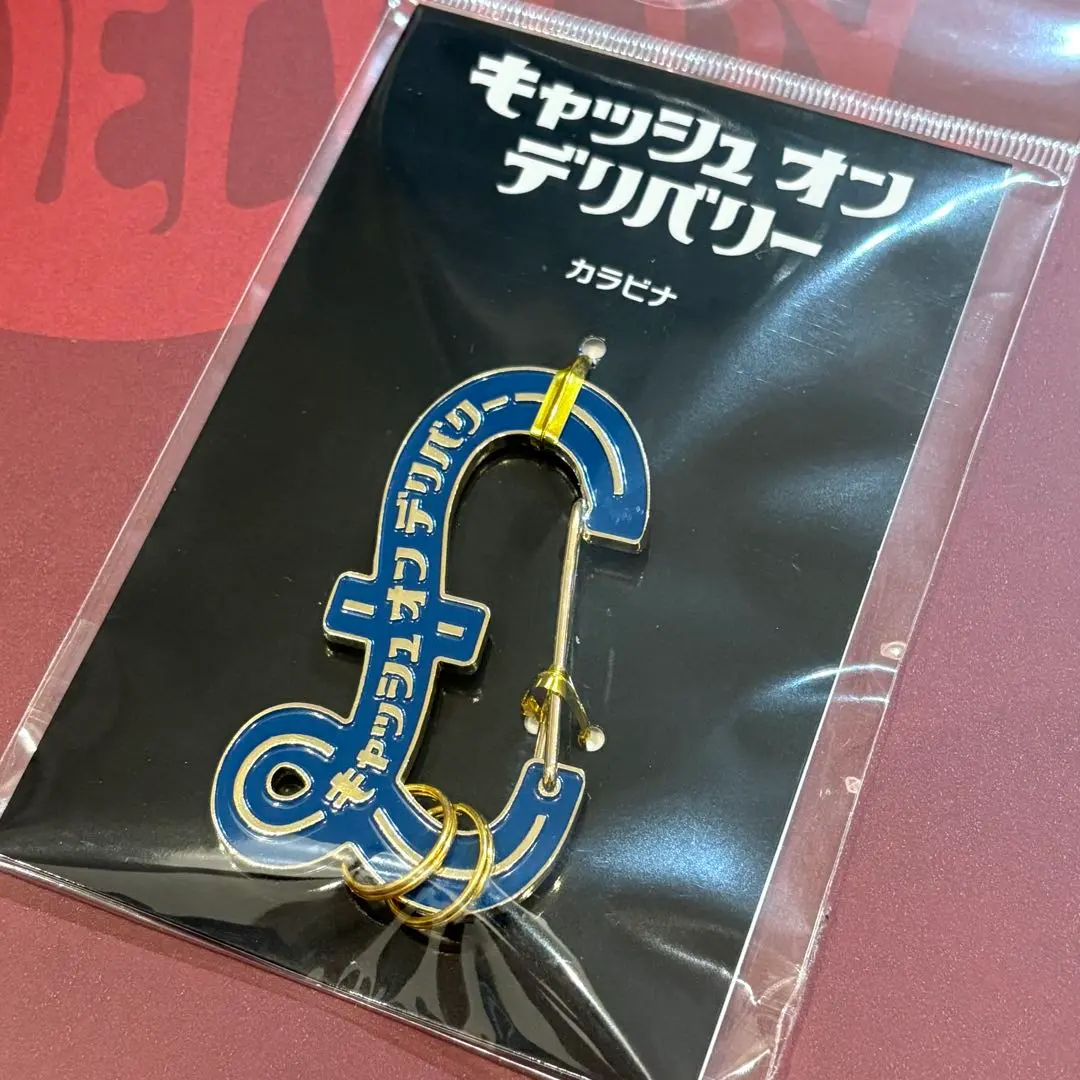 キャッシュ オン
デリバリー
カラビナ
キャッシュ オン デリバリー